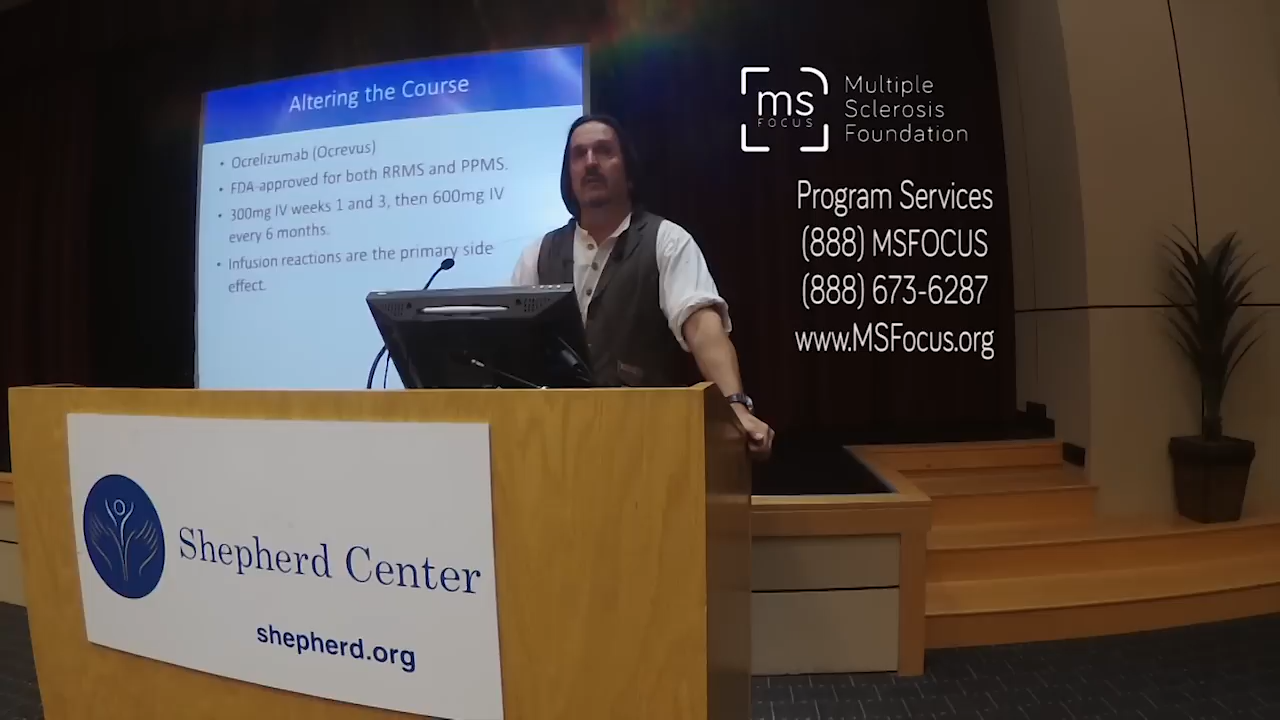 Altering the Course
• Ocrelizumab (Ocrevus)
• FDA-approved for both RRMS and PPMS.
• 300mg IV weeks 1 and 3, then 600mg IV
every 6 months.
• Infusion reactions are the primary side
effect.
ms
FOCUS
Multiple
Sclerosis
Foundation
Program Services
(888) MSFOCUS
(888) 673-6287
www.MSFocus.org
Shepherd Center
shepherd.org